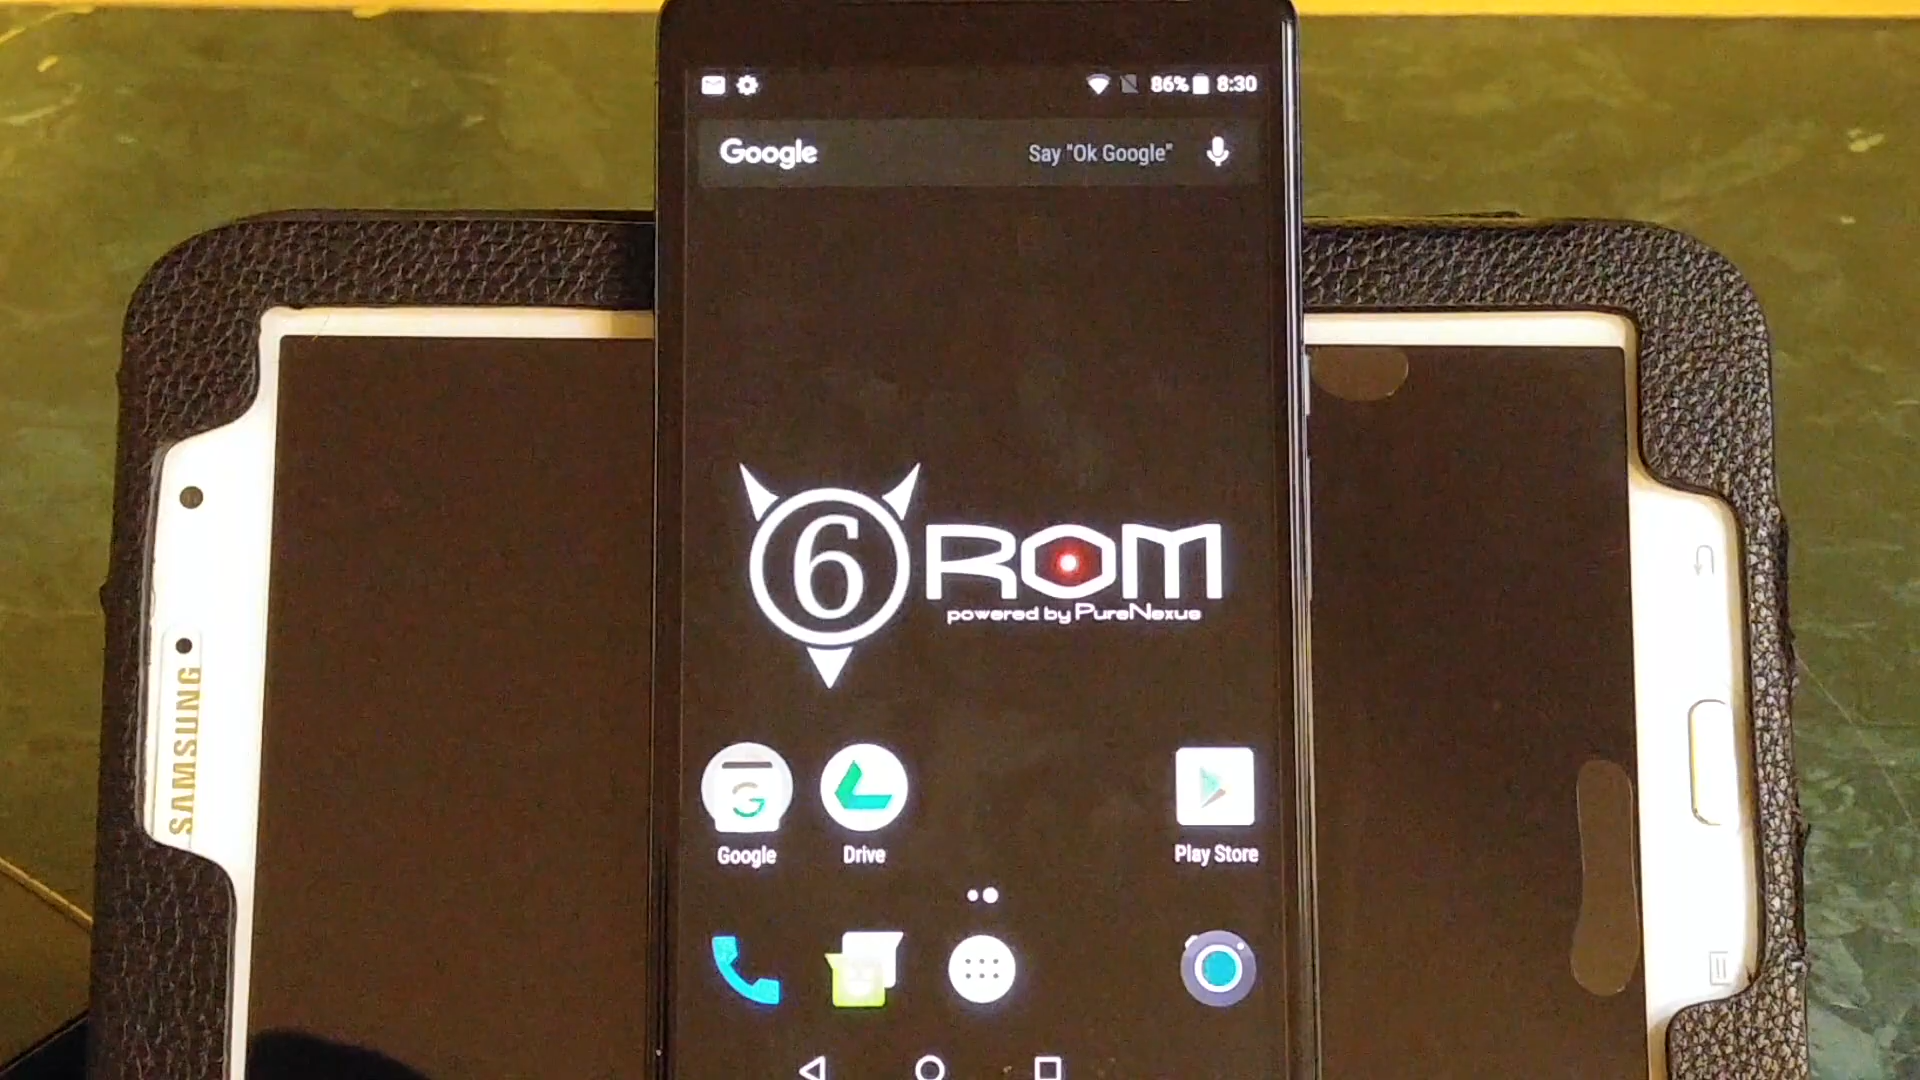 86% 8:30
Google Say "Ok Google"
6 ROM
powered by PureNexus
SAMSUNG
Google Drive Play Store